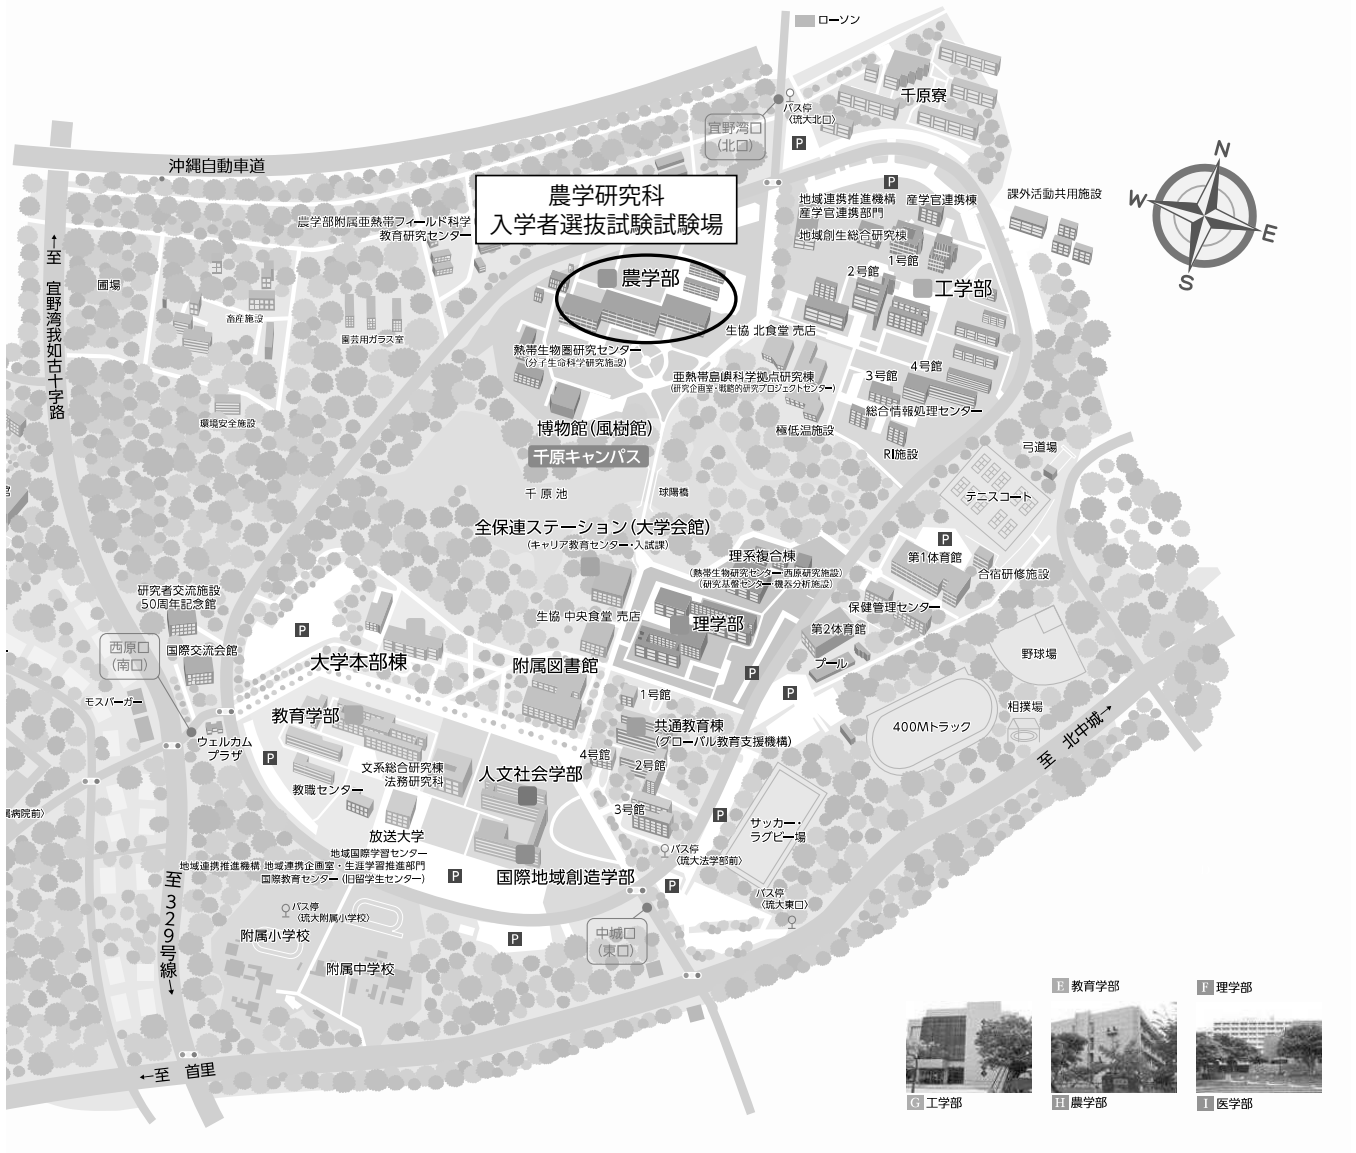 ローソン
千原寮
バス停
〈琉大北口〉
宜野湾口
(北口)
P
沖縄自動車道
農学研究科
入学者選抜試験試験場
P
地域連携推進機構
産学官連携部門
産学官連携棟
課外活動共用施設
農学部附属亜熱帯フィールド科学
教育研究センター
地域創生総合研究棟
N
W
E
S
←至 宜野湾我如古十字路
圃場
農学部
1号館
2号館
工学部
畜産施設
園芸用ガラス室
生協 北食堂 売店
熱帯生物圏研究センター
(分子生命科学研究施設)
亜熱帯島嶼科学拠点研究棟
(研究企画室・戦略的研究プロジェクトセンター)
3号館
4号館
環境安全施設
博物館(風樹館)
極低温施設
総合情報処理センター
千原キャンパス
RI施設
弓道場
千原池
球陽橋
テニスコート
全保連ステーション(大学会館)
(キャリア教育センター・入試課)
P
理系複合棟
(熱帯生物研究センター・西原研究施設)
(研究基盤センター・機器分析施設)
第1体育館
合宿研修施設
研究者交流施設
50周年記念館
生協 中央食堂 売店
保健管理センター
P
理学部
第2体育館
西原口
(南口)
国際交流会館
大学本部棟
附属図書館
プール
野球場
P
P
モスバーガー
1号館
教育学部
共通教育棟
(グローバル教育支援機構)
400Mトラック
相撲場
至 北中城→
ウェルカム
プラザ
P
4号館
2号館
文系総合研究棟
法務研究科
人文社会学部
教職センター
3号館
P
サッカー・
ラグビー場
属病院前〉
放送大学
地域国際学習センター
地域連携推進機構 地域連携企画室・生涯学習推進部門
国際教育センター(旧留学生センター)
バス停
〈琉大法学部前〉
P
国際地域創造学部
P
至 329号線→
バス停
〈琉大附属小学校〉
バス停
〈琉大東口〉
附属小学校
P
中城口
(東口)
附属中学校
←至 首里
E 教育学部
F 理学部
G 工学部
H 農学部
I 医学部